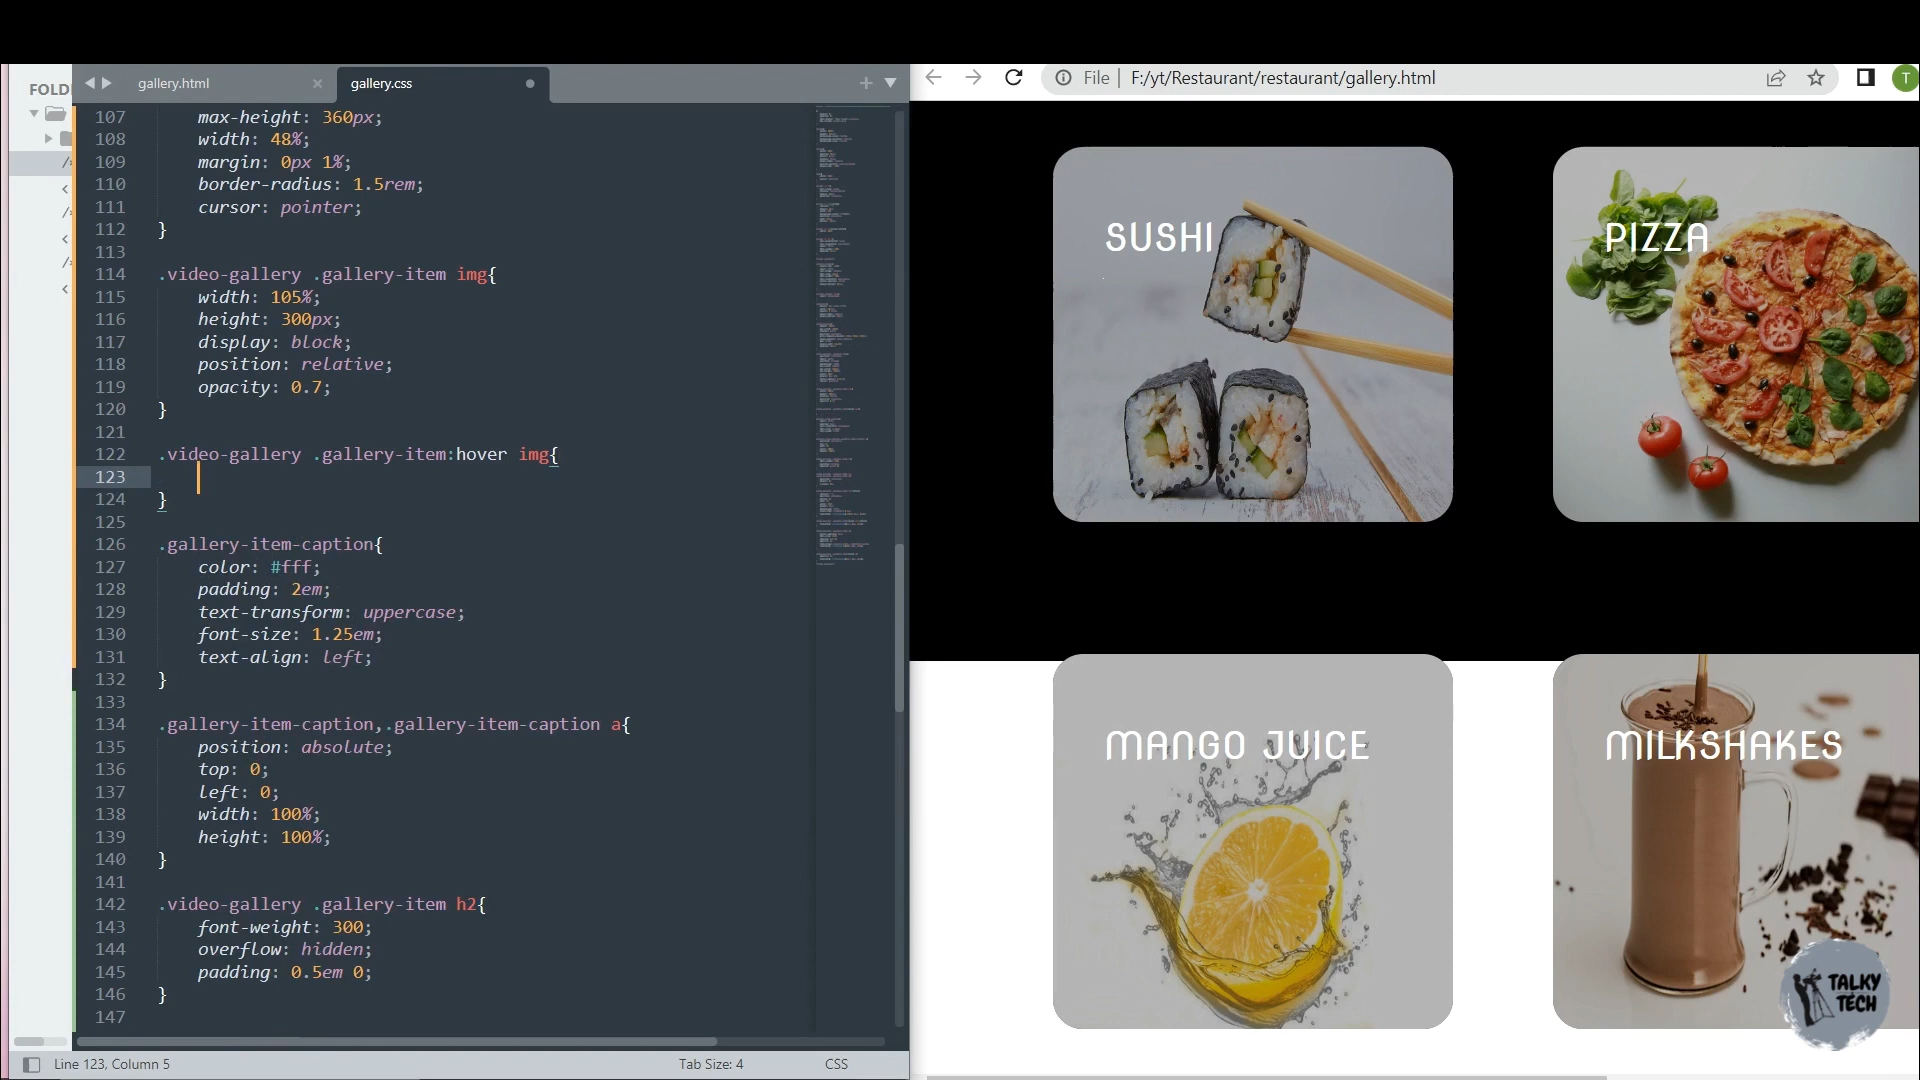 FOLD
gallery.html
gallery.css
File
F:/yt/Restaurant/restaurant/gallery.html
T
107 max-height: 360px;
108 width: 48%;
109 margin: 0px 1%;
110 border-radius: 1.5rem;
111 cursor: pointer;
112 }
113
114 .video-gallery .gallery-item img{
115 width: 105%;
116 height: 300px;
117 display: block;
118 position: relative;
119 opacity: 0.7;
120 }
121
122 .video-gallery .gallery-item:hover img{
123
124 }
125
126 .gallery-item-caption{
127 color: #fff;
128 padding: 2em;
129 text-transform: uppercase;
130 font-size: 1.25em;
131 text-align: left;
132 }
133
134 .gallery-item-caption,.gallery-item-caption a{
135 position: absolute;
136 top: 0;
137 left: 0;
138 width: 100%;
139 height: 100%;
140 }
141
142 .video-gallery .gallery-item h2{
143 font-weight: 300;
144 overflow: hidden;
145 padding: 0.5em 0;
146 }
147
Line 123, Column 5
Tab Size: 4
CSS
SUSHI
PIZZA
MANGO JUICE
MILKSHAKES
TALKY
TECH